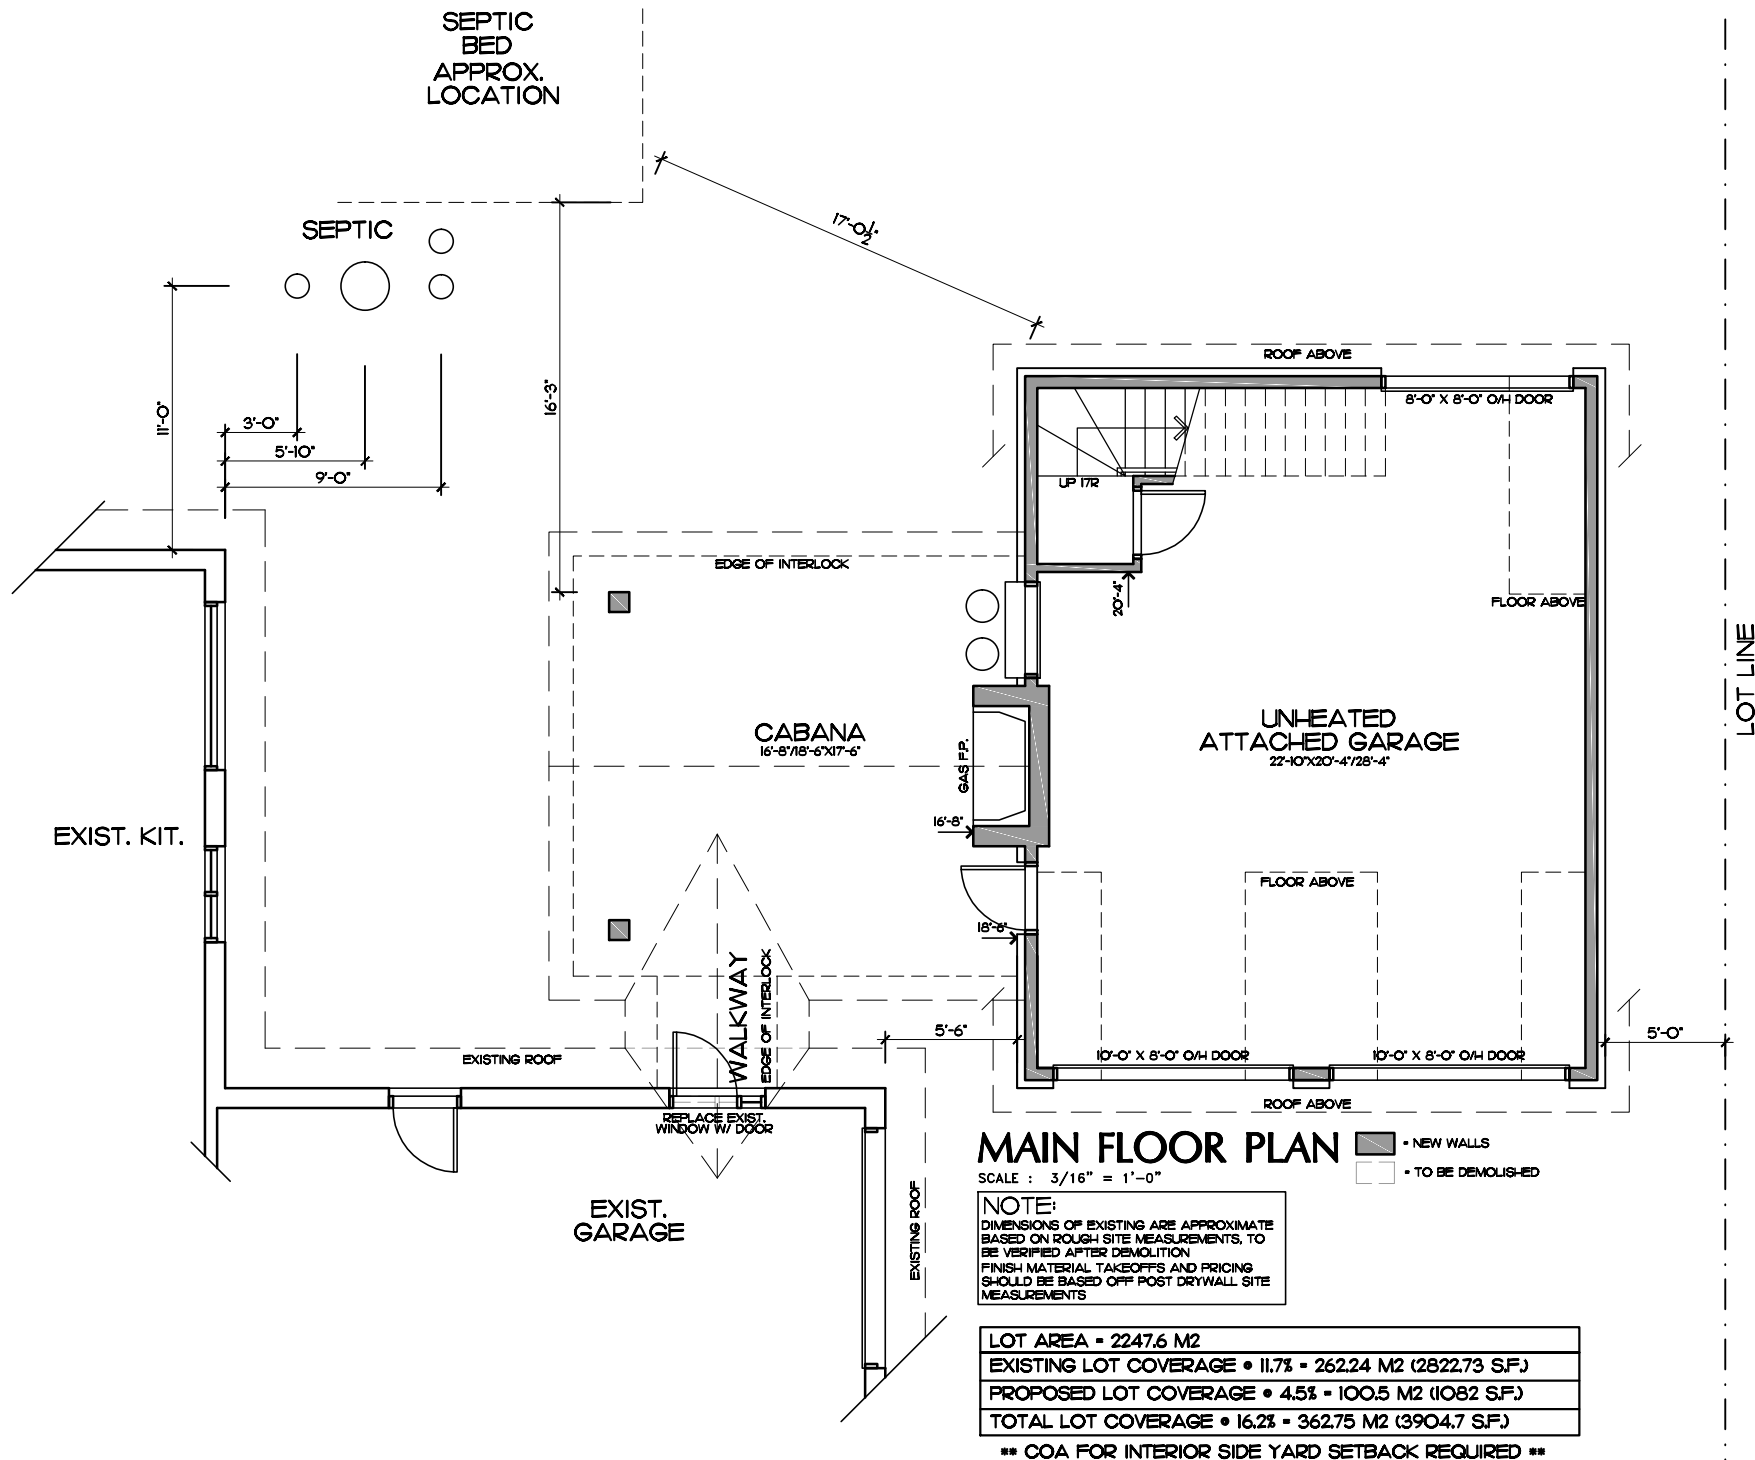 SEPTIC
BED
APPROX.
LOCATION
SEPTIC
17'-0 1/2"
11'-0"
16'-3"
3'-0"
5'-10"
9'-0"
ROOF ABOVE
8'-0" X 8'-0" O/H DOOR
UP 17R
EDGE OF INTERLOCK
20'-4"
FLOOR ABOVE
LOT LINE
CABANA
16'-8"/18'-6"X17'-6"
UNHEATED
ATTACHED GARAGE
22'-10"X20'-4"/28'-4"
GAS F.P.
16'-8"
EXIST. KIT.
FLOOR ABOVE
18'-6"
WALKWAY
EDGE OF INTERLOCK
5'-6"
5'-0"
EXISTING ROOF
10'-0" X 8'-0" O/H DOOR
10'-0" X 8'-0" O/H DOOR
ROOF ABOVE
REPLACE EXIST.
WINDOW W/ DOOR
EXIST.
GARAGE
EXISTING ROOF
MAIN FLOOR PLAN
SCALE : 3/16" = 1'-0"
= NEW WALLS
= TO BE DEMOLISHED
NOTE:
DIMENSIONS OF EXISTING ARE APPROXIMATE
BASED ON ROUGH SITE MEASUREMENTS, TO
BE VERIFIED AFTER DEMOLITION
FINISH MATERIAL TAKEOFFS AND PRICING
SHOULD BE BASED OFF POST DRYWALL SITE
MEASUREMENTS
LOT AREA = 2247.6 M2
EXISTING LOT COVERAGE @ 11.7% = 262.24 M2 (2822.73 S.F.)
PROPOSED LOT COVERAGE @ 4.5% = 100.5 M2 (1082 S.F.)
TOTAL LOT COVERAGE @ 16.2% = 362.75 M2 (3904.7 S.F.)
** COA FOR INTERIOR SIDE YARD SETBACK REQUIRED **